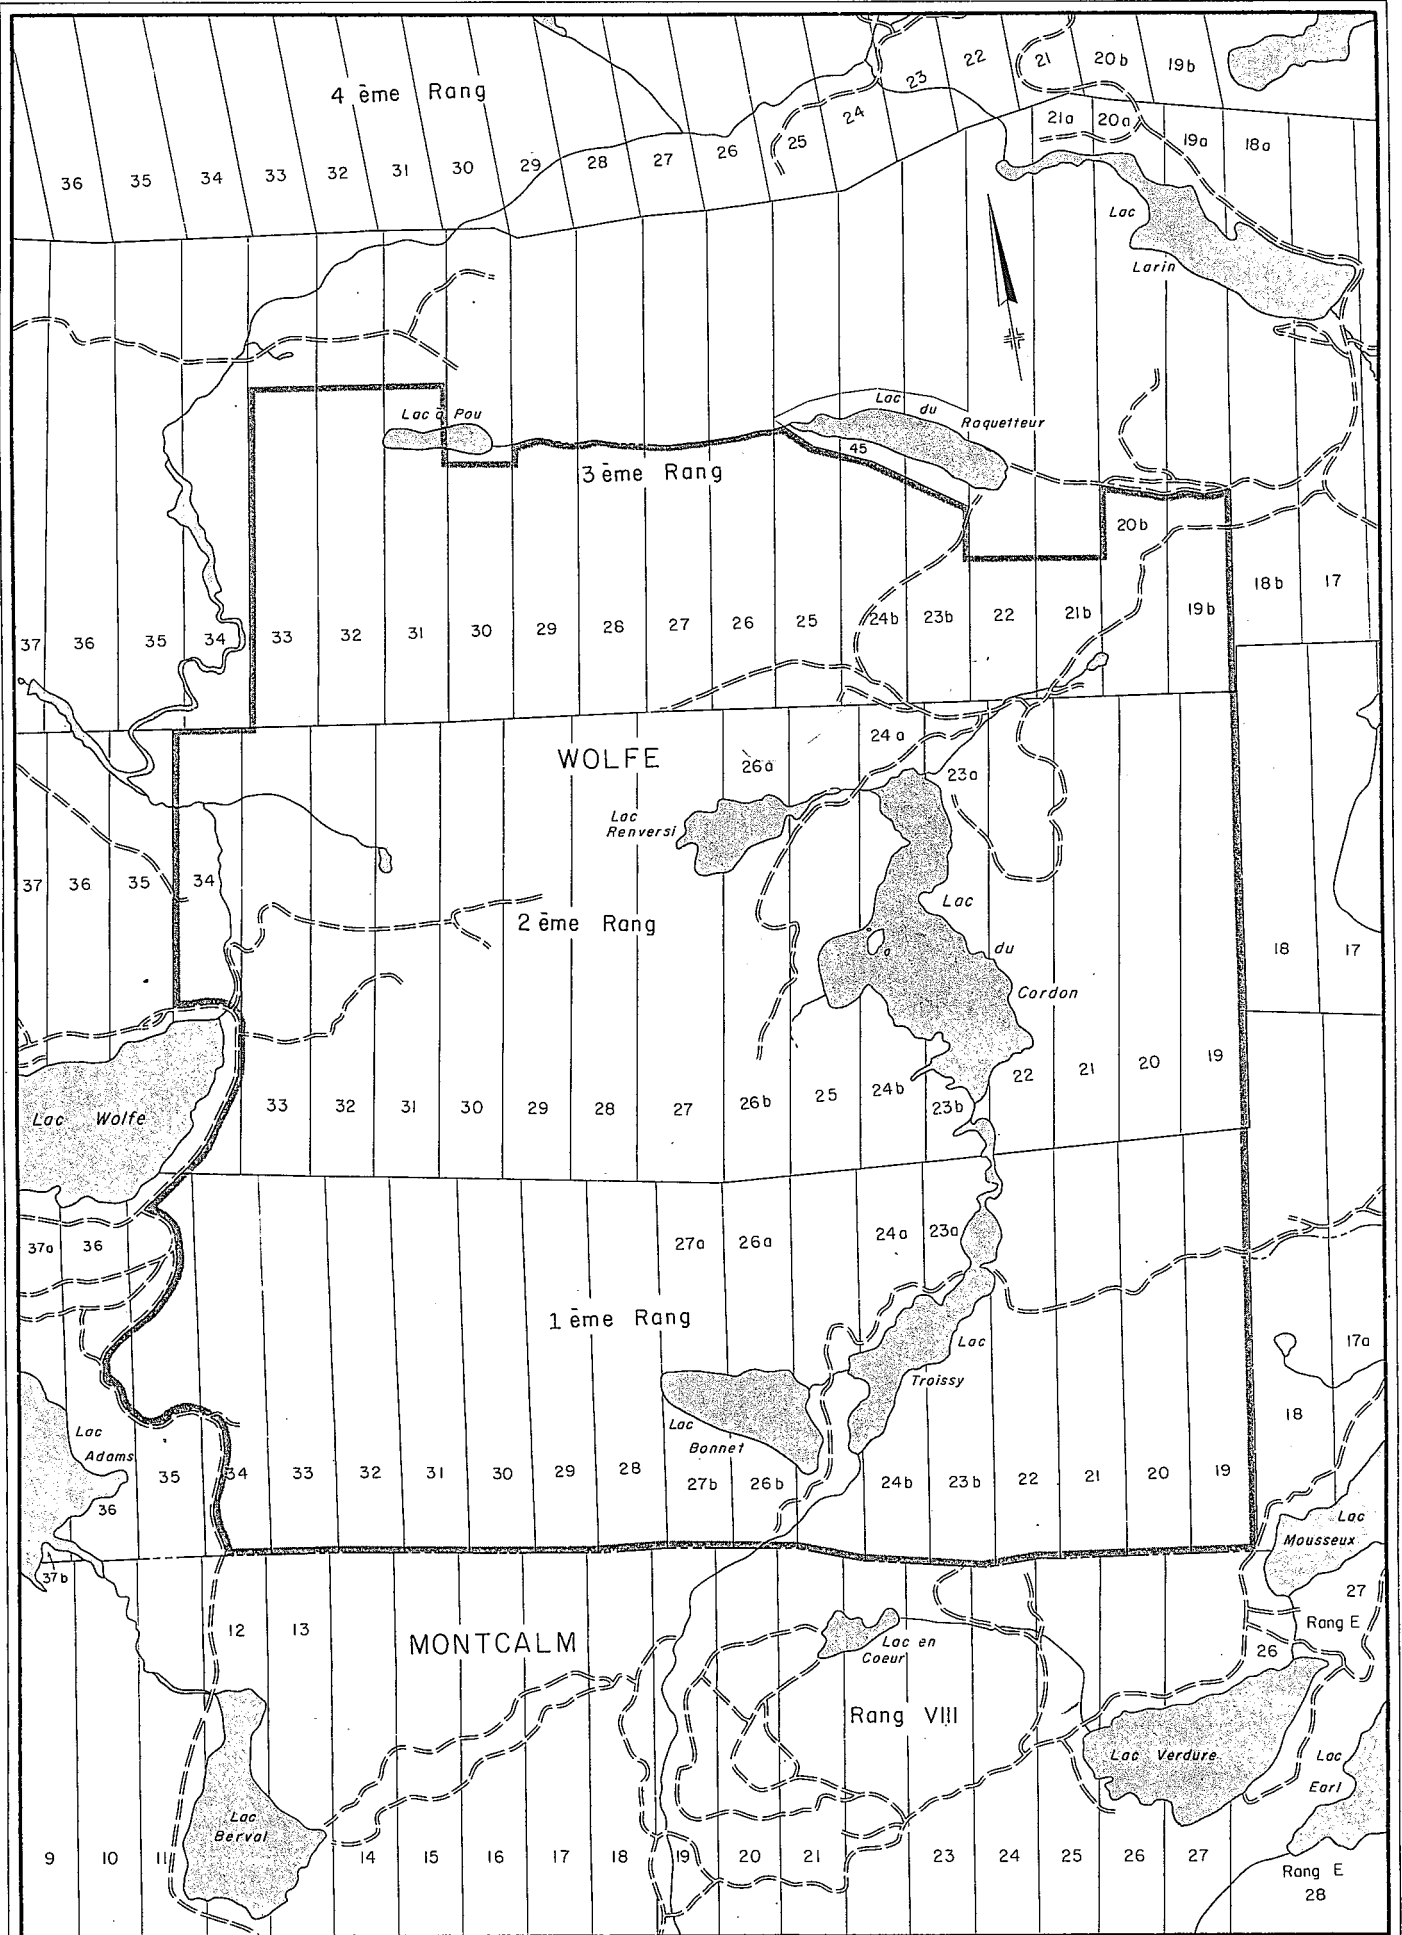 22
21
20b
19b
23
4 ēme Rang
24
21a
20a
25
19a
18a
36
35
34
33
32
31
30
29
28
27
26
Lac
Larin
Lac à Pou
Lac
du
Raquetteur
45
3 ēme Rang
20b
18b
17
37
36
35
34
33
32
31
30
29
28
27
26
25
24b
23b
22
21b
19b
WOLFE
26a
24a
23a
Lac
Renversi
37
36
35
34
2 ēme Rang
Lac
du
Cordon
18
17
33
32
31
30
29
28
27
26b
25
24b
23b
22
21
20
19
Lac Wolfe
37a
36
27a
26a
24a
23a
1 ēme Rang
Lac
Troissy
17a
18
Lac
Adams
Lac
Bonnet
36
35
34
33
32
31
30
29
28
27b
26b
24b
23b
22
21
20
19
Lac
Mousseux
37b
27
Rang E
26
12
13
MONTCALM
Lac en
Coeur
Rang VIII
Lac Verdure
Lac
Earl
Lac
Berval
9
10
11
14
15
16
17
18
19
20
21
23
24
25
26
27
Rang E
28